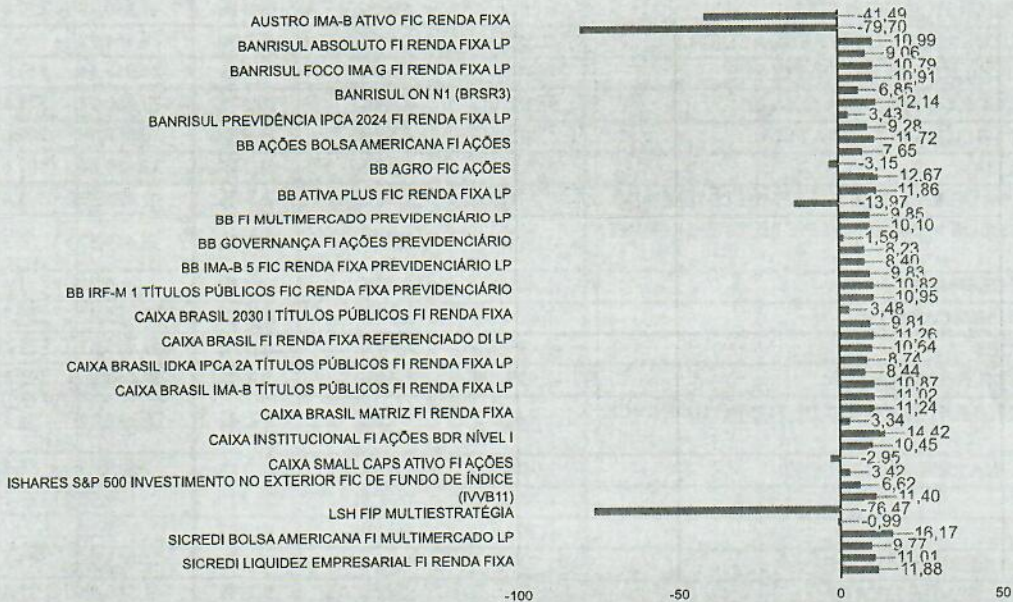 AUSTRO IMA-B ATIVO FIC RENDA FIXA -41,49
-79,70
BANRISUL ABSOLUTO FI RENDA FIXA LP 10,99
9,06
BANRISUL FOCO IMA G FI RENDA FIXA LP 10,79
10,91
BANRISUL ON N1 (BRSR3) 6,85
12,14
BANRISUL PREVIDÊNCIA IPCA 2024 FI RENDA FIXA LP 3,43
9,28
BB AÇÕES BOLSA AMERICANA FI AÇÕES 11,72
7,65
BB AGRO FIC AÇÕES -3,15
12,67
BB ATIVA PLUS FIC RENDA FIXA LP 11,86
-13,97
BB FI MULTIMERCADO PREVIDENCIÁRIO LP 9,85
10,10
BB GOVERNANÇA FI AÇÕES PREVIDENCIÁRIO 1,59
8,23
BB IMA-B 5 FIC RENDA FIXA PREVIDENCIÁRIO LP 8,40
9,83
BB IRF-M 1 TÍTULOS PÚBLICOS FIC RENDA FIXA PREVIDENCIÁRIO 10,82
10,95
CAIXA BRASIL 2030 I TÍTULOS PÚBLICOS FI RENDA FIXA 3,48
9,81
CAIXA BRASIL FI RENDA FIXA REFERENCIADO DI LP 11,26
10,64
CAIXA BRASIL IDKA IPCA 2A TÍTULOS PÚBLICOS FI RENDA FIXA LP 8,74
8,44
CAIXA BRASIL IMA-B TÍTULOS PÚBLICOS FI RENDA FIXA LP 10,87
11,02
CAIXA BRASIL MATRIZ FI RENDA FIXA 11,24
3,34
CAIXA INSTITUCIONAL FI AÇÕES BDR NÍVEL I 14,42
10,45
CAIXA SMALL CAPS ATIVO FI AÇÕES -2,95
3,42
ISHARES S&P 500 INVESTIMENTO NO EXTERIOR FIC DE FUNDO DE ÍNDICE 6,62
(IVVB11) 11,40
LSH FIP MULTIESTRATÉGIA -76,47
-0,99
SICREDI BOLSA AMERICANA FI MULTIMERCADO LP 16,17
9,77
SICREDI LIQUIDEZ EMPRESARIAL FI RENDA FIXA 11,01
11,88
-100 -50 0 50